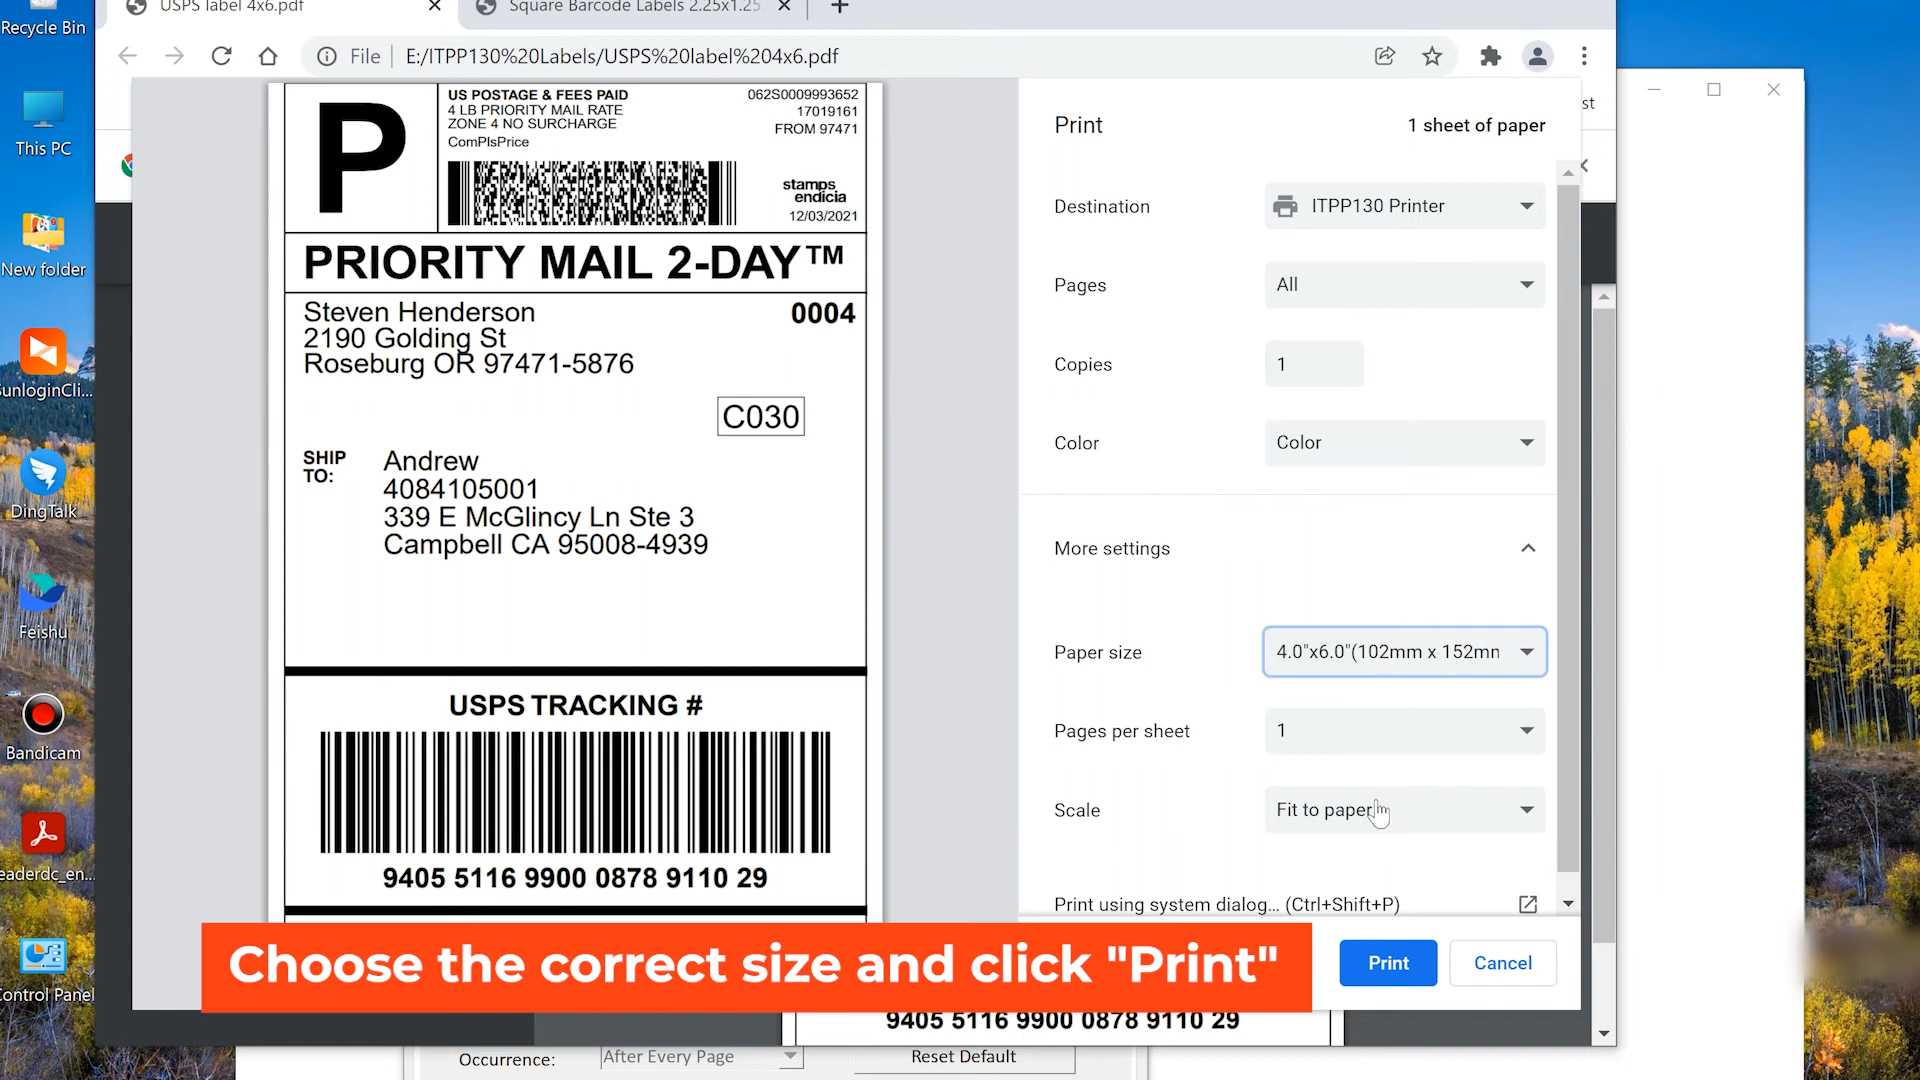 Recycle Bin
This PC
New folder
unloginCli...
DingTalk
Feishu
Bandicam
eaderdc_en...
Control Panel
USPS label 4x6.pdf
Square Barcode Labels 2.25x1.25
File
E:/ITPP130%20Labels/USPS%20label%204x6.pdf
P
US POSTAGE & FEES PAID
4 LB PRIORITY MAIL RATE
ZONE 4 NO SURCHARGE
ComPlsPrice
062S0009993652
17019161
FROM 97471
stamps
endicia
12/03/2021
PRIORITY MAIL 2-DAY™
Steven Henderson
2190 Golding St
Roseburg OR 97471-5876
0004
C030
SHIP
TO:
Andrew
4084105001
339 E McGlincy Ln Ste 3
Campbell CA 95008-4939
USPS TRACKING #
9405 5116 9900 0878 9110 29
Print
1 sheet of paper
Destination
ITPP130 Printer
Pages
All
Copies
1
Color
Color
More settings
Paper size
4.0"x6.0"(102mm x 152mm
Pages per sheet
1
Scale
Fit to paper
Print using system dialog... (Ctrl+Shift+P)
Print
Cancel
st
Choose the correct size and click "Print"
9405 5116 9900 0878 9110 29
Occurrence:
After Every Page
Reset Default